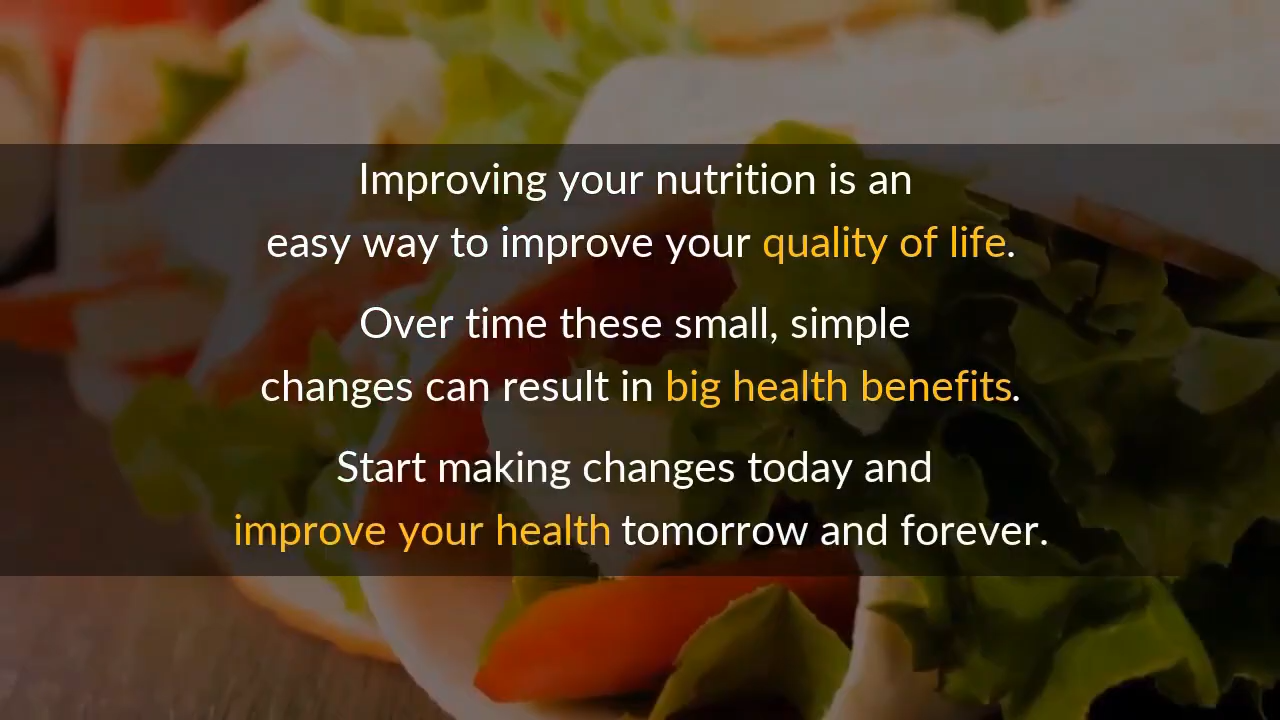 Improving your nutrition is an
easy way to improve your quality of life.
Over time these small, simple
changes can result in big health benefits.
Start making changes today and
improve your health tomorrow and forever.